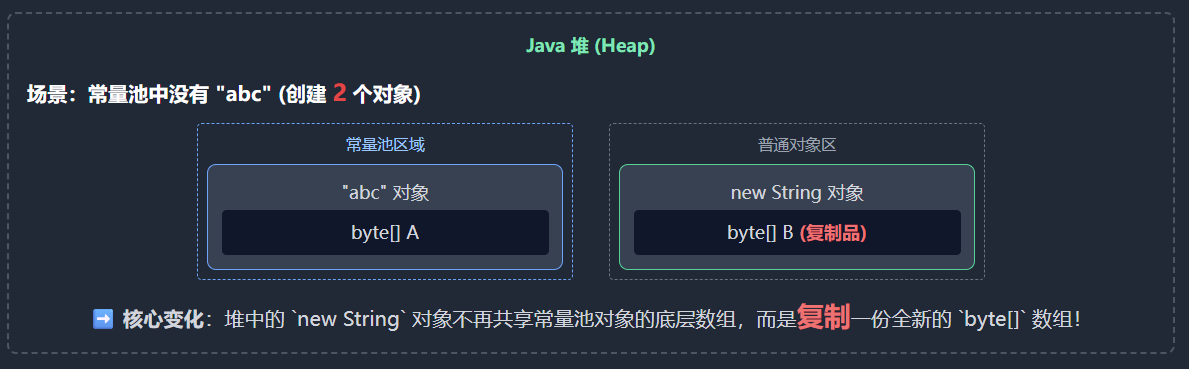 Java 堆 (Heap)
场景：常量池中没有 "abc" (创建 2 个对象)
常量池区域
普通对象区
"abc" 对象
new String 对象
byte[] A
byte[] B (复制品)
➡️ 核心变化：堆中的 `new String` 对象不再共享常量池对象的底层数组，而是复制一份全新的 `byte[]` 数组！